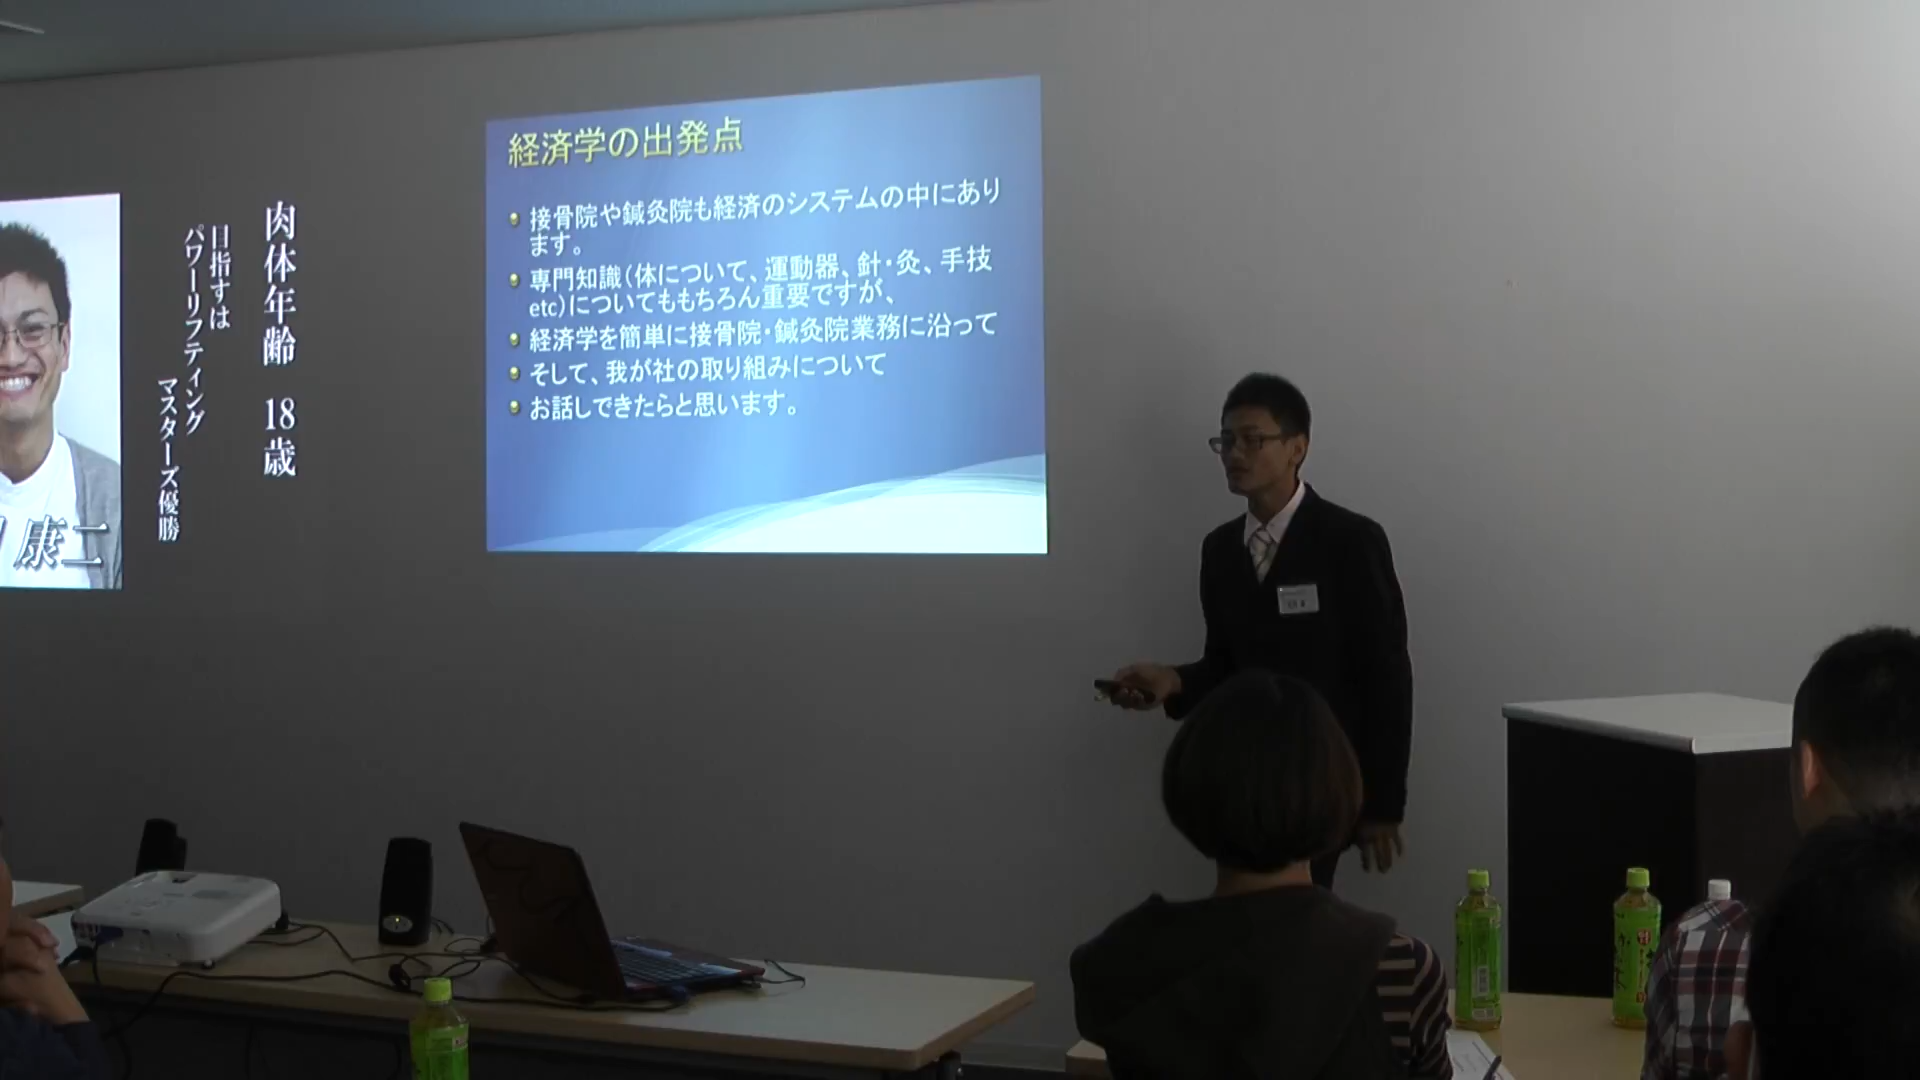 経済学の出発点
接骨院や鍼灸院も経済のシステムの中にあり
ます。
専門知識(体について、運動器、針・灸、手技
etc)についてももちろん重要ですが、
経済学を簡単に接骨院・鍼灸院業務に沿って
そして、我が社の取り組みについて
お話しできたらと思います。
肉体年齢 18歳
目指すは
パワーリフティング
マスターズ優勝
康二